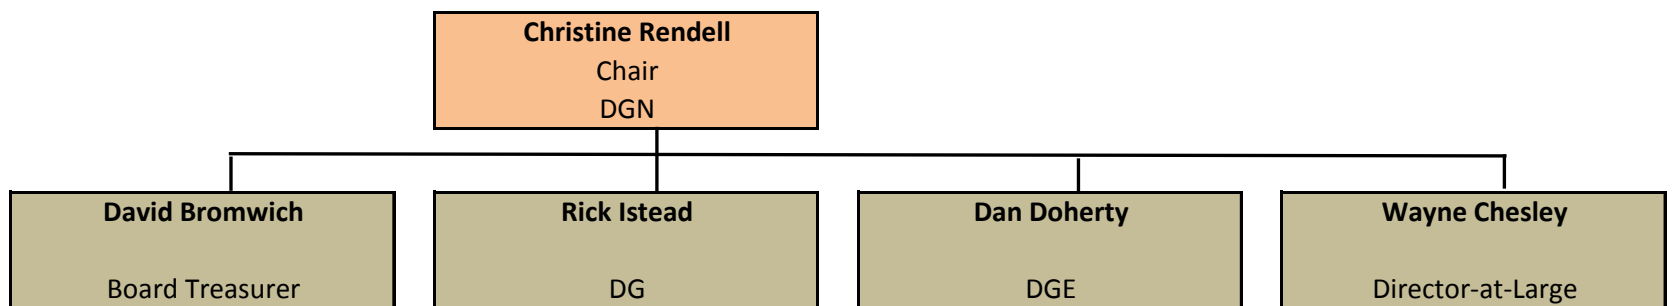 Christine Rendell
Chair
DGN
David Bromwich
Board Treasurer
Rick Istead
DG
Dan Doherty
DGE
Wayne Chesley
Director-at-Large